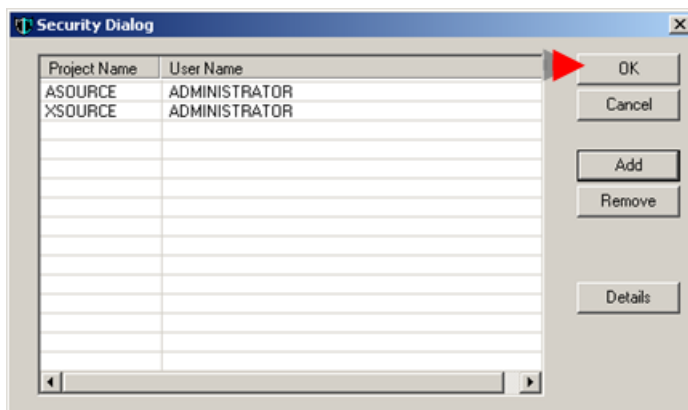 Security Dialog
Project Name User Name
ASOURCE ADMINISTRATOR
XSOURCE ADMINISTRATOR
OK
Cancel
Add
Remove
Details